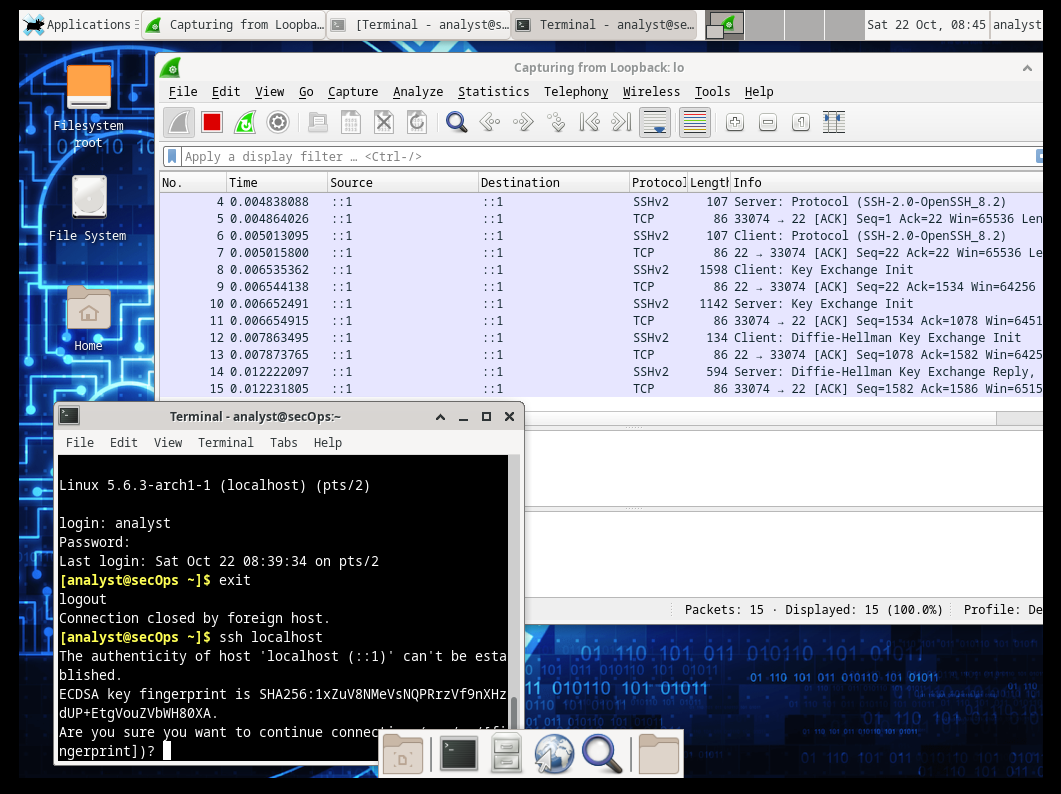 Applications
Capturing from Loopba...
[Terminal - analyst@s...
Terminal - analyst@se...
Sat 22 Oct, 08:45
analyst
Filesystem
root
File System
Home
Capturing from Loopback: lo
File Edit View Go Capture Analyze Statistics Telephony Wireless Tools Help
Apply a display filter … <Ctrl-/>
No. Time Source Destination Protocol Length Info
4 0.004838088 ::1 ::1 SSHv2 107 Server: Protocol (SSH-2.0-OpenSSH_8.2)
5 0.004864026 ::1 ::1 TCP 86 33074 → 22 [ACK] Seq=1 Ack=22 Win=65536 Len
6 0.005013095 ::1 ::1 SSHv2 107 Client: Protocol (SSH-2.0-OpenSSH_8.2)
7 0.005015800 ::1 ::1 TCP 86 22 → 33074 [ACK] Seq=22 Ack=22 Win=65536 Le
8 0.006535362 ::1 ::1 SSHv2 1598 Client: Key Exchange Init
9 0.006544138 ::1 ::1 TCP 86 33074 → 22 [ACK] Seq=22 Ack=1534 Win=64256
10 0.006652491 ::1 ::1 SSHv2 1142 Server: Key Exchange Init
11 0.006654915 ::1 ::1 TCP 86 33074 → 22 [ACK] Seq=1534 Ack=1078 Win=6451
12 0.007863495 ::1 ::1 SSHv2 134 Client: Diffie-Hellman Key Exchange Init
13 0.007873765 ::1 ::1 TCP 86 22 → 33074 [ACK] Seq=1078 Ack=1582 Win=6425
14 0.012222097 ::1 ::1 SSHv2 594 Server: Diffie-Hellman Key Exchange Reply,
15 0.012231805 ::1 ::1 TCP 86 33074 → 22 [ACK] Seq=1582 Ack=1586 Win=6515
Packets: 15 · Displayed: 15 (100.0%) Profile: De
Terminal - analyst@secOps:~
File Edit View Terminal Tabs Help
Linux 5.6.3-arch1-1 (localhost) (pts/2)
login: analyst
Password:
Last login: Sat Oct 22 08:39:34 on pts/2
[analyst@secOps ~]$ exit
logout
Connection closed by foreign host.
[analyst@secOps ~]$ ssh localhost
The authenticity of host 'localhost (::1)' can't be esta
blished.
ECDSA key fingerprint is SHA256:1xZuV8NMeVsNQPRrzVf9nXHz
dUP+EtgVouZVbWH80XA.
Are you sure you want to continue connec
ngerprint])?